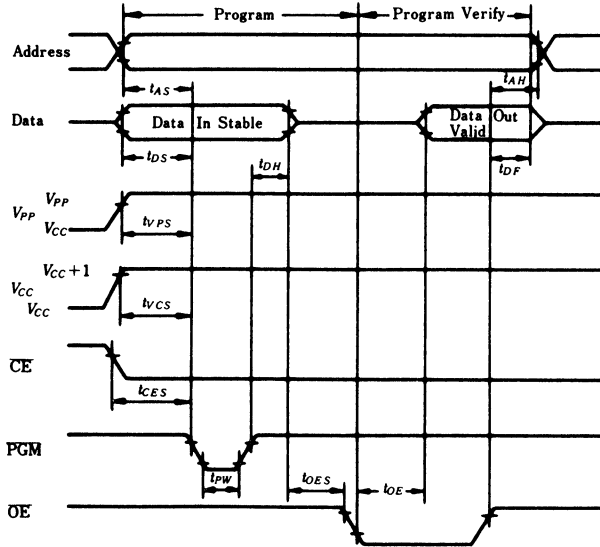 Program
Program Verify
Address
tAS
tAH
Data
Data In Stable
Data Out
Valid
tDS
tDH
tDF
VPP
VPP
VCC
tVPS
VCC+1
VCC
VCC
tVCS
CE
tCES
PGM
tPW
tOES
tOE
OE